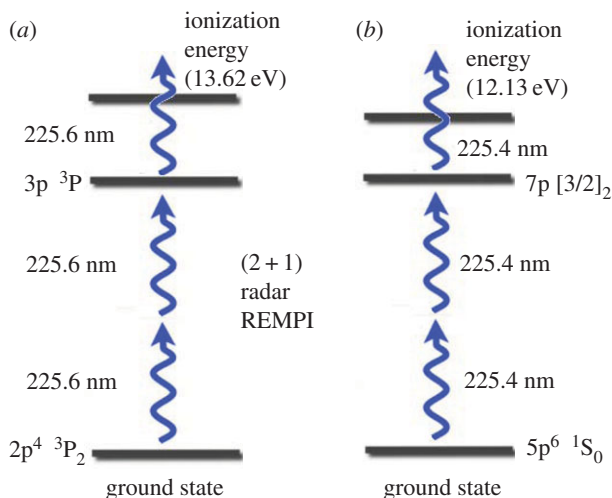 (a)
ionization
energy
(13.62 eV)
225.6 nm
3p ³P
225.6 nm
(2 + 1)
radar
REMPI
225.6 nm
2p⁴ ³P₂
ground state
(b)
ionization
energy
(12.13 eV)
225.4 nm
7p [3/2]₂
225.4 nm
225.4 nm
5p⁶ ¹S₀
ground state